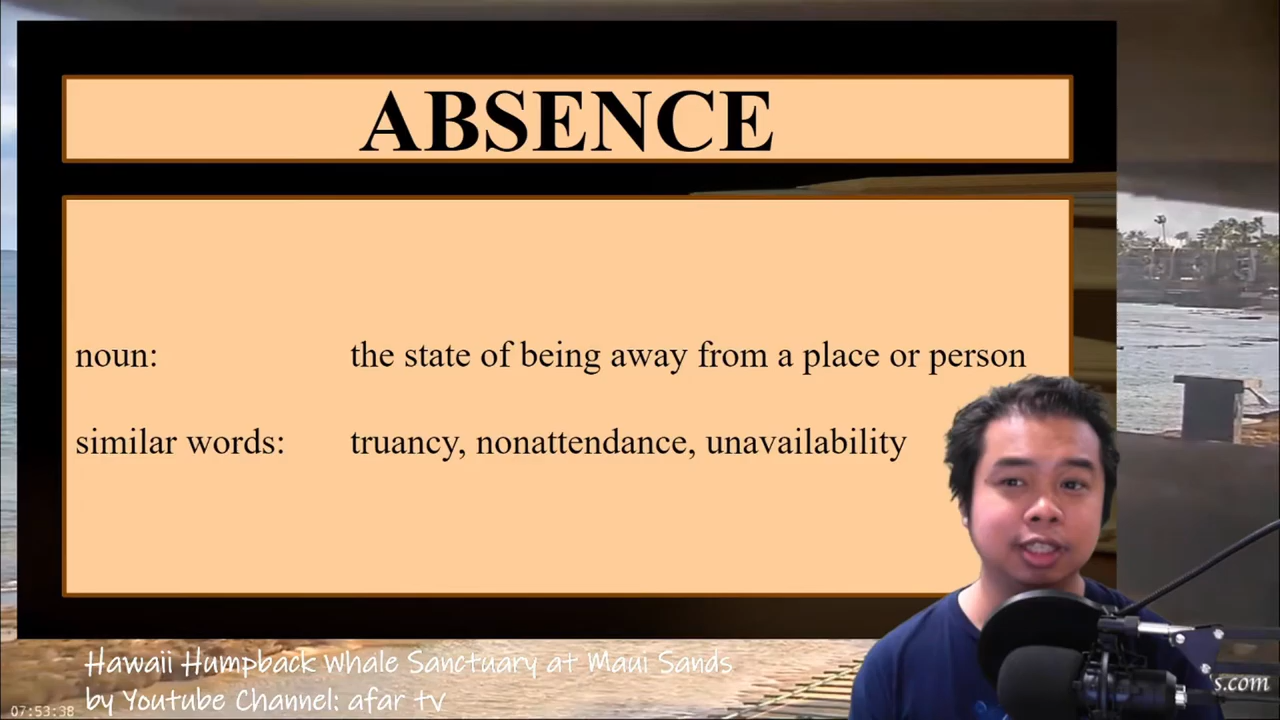 ABSENCE
noun: the state of being away from a place or person
similar words: truancy, nonattendance, unavailability
Hawaii Humpback Whale Sanctuary at Maui Sands
by Youtube Channel: afar tv
07:53:38
s.com